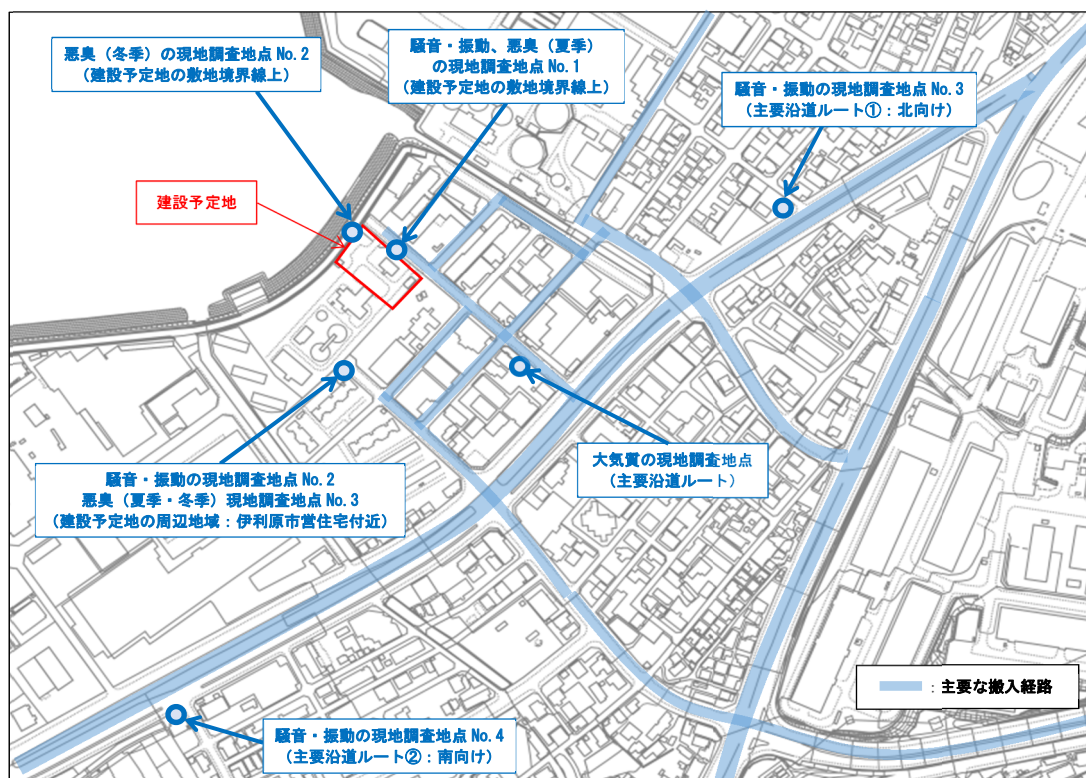 悪臭（冬季）の現地調査地点 No.2
（建設予定地の敷地境界線上）
騒音・振動、悪臭（夏季）
の現地調査地点 No.1
（建設予定地の敷地境界線上）
騒音・振動の現地調査地点 No.3
（主要沿道ルート①：北向け）
建設予定地
騒音・振動の現地調査地点 No.2
悪臭（夏季・冬季）現地調査地点 No.3
（建設予定地の周辺地域：伊利原市営住宅付近）
大気質の現地調査地点
（主要沿道ルート）
：主要な搬入経路
騒音・振動の現地調査地点 No.4
（主要沿道ルート②：南向け）